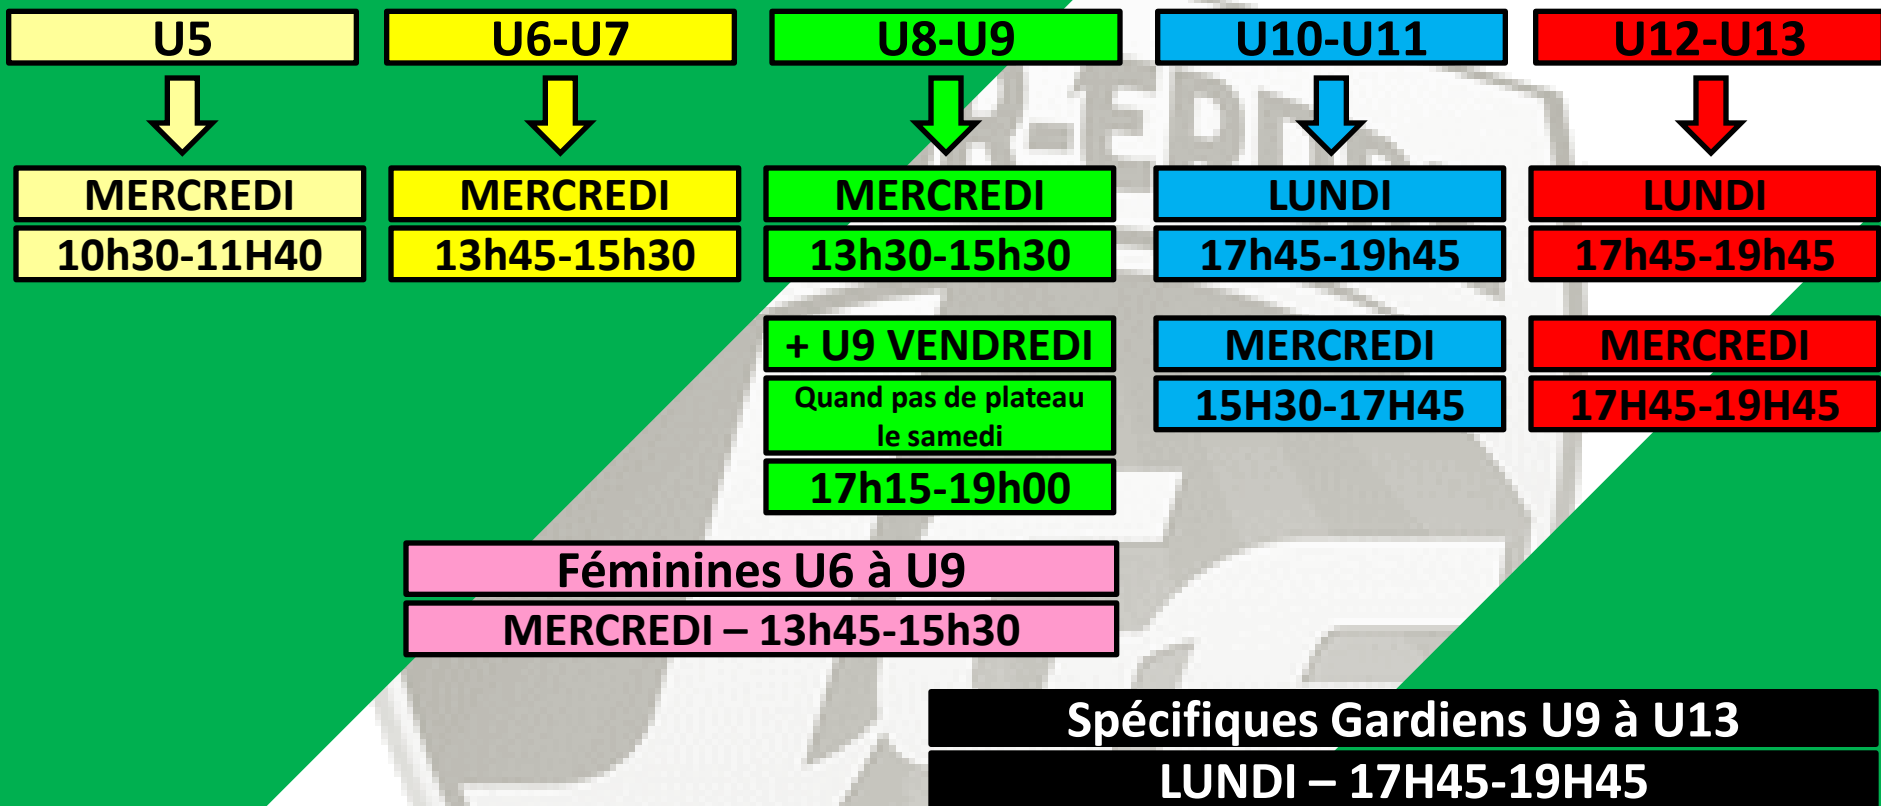 U5
MERCREDI
10h30-11H40
U6-U7
MERCREDI
13h45-15h30
U8-U9
MERCREDI
13h30-15h30
+ U9 VENDREDI
Quand pas de plateau
le samedi
17h15-19h00
U10-U11
LUNDI
17h45-19h45
MERCREDI
15H30-17H45
U12-U13
LUNDI
17h45-19h45
MERCREDI
17H45-19H45
Féminines U6 à U9
MERCREDI – 13h45-15h30
Spécifiques Gardiens U9 à U13
LUNDI – 17H45-19H45